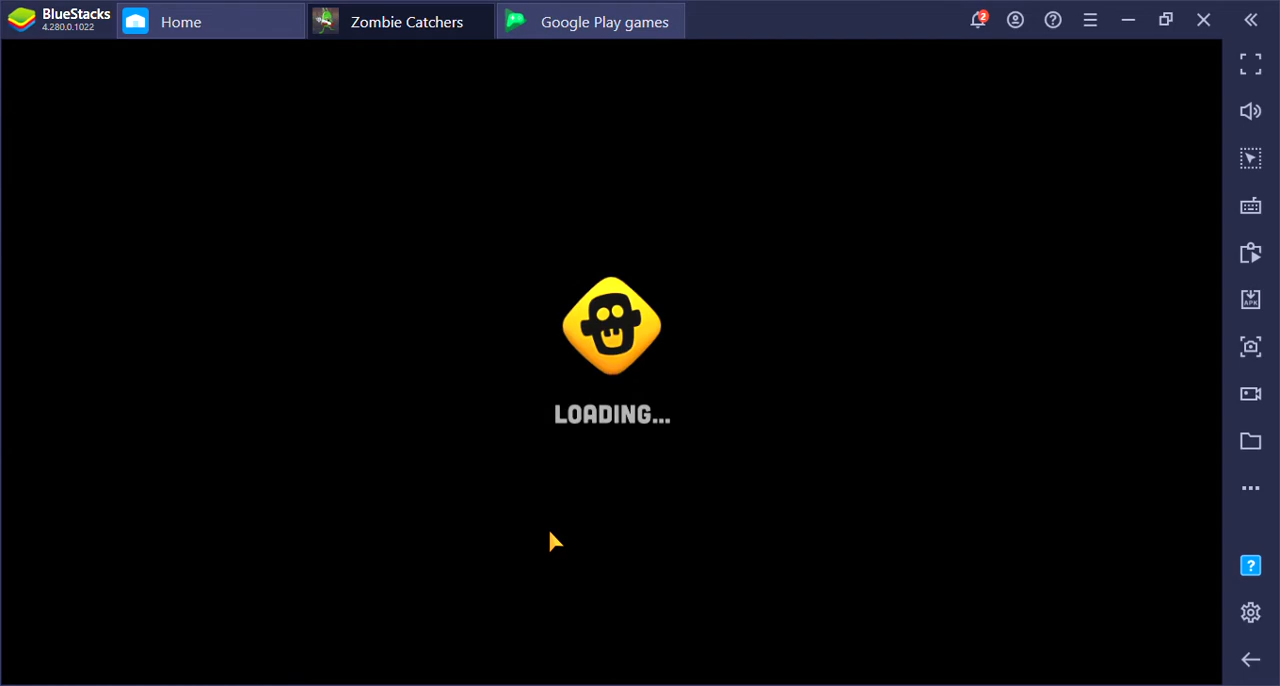 BlueStacks
4.280.0.1022
Home
Zombie Catchers
Google Play games
2
LOADING...
APK
?